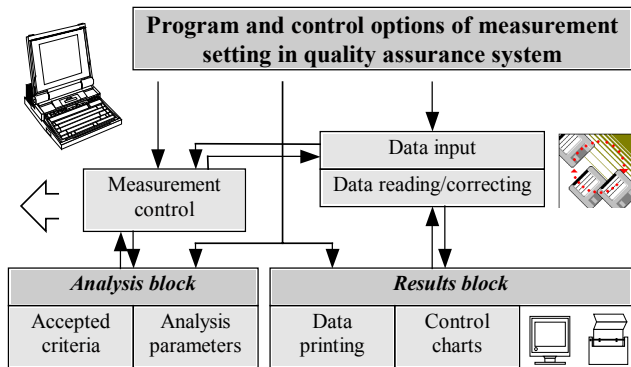 Program and control options of measurement
setting in quality assurance system
Data input
Data reading/correcting
Measurement
control
Analysis block
Results block
Accepted
criteria
Analysis
parameters
Data
printing
Control
charts